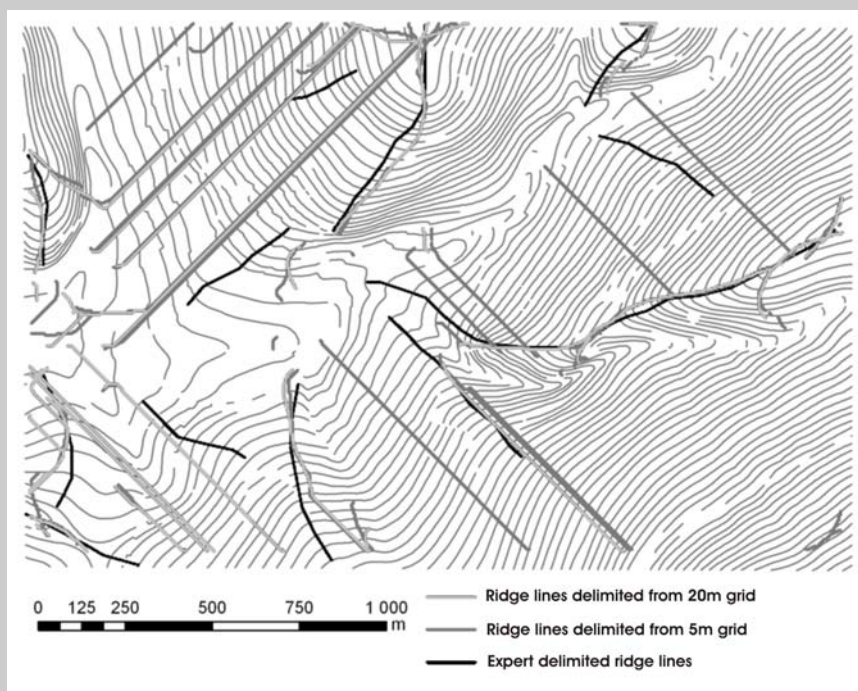 0 125 250 500 750 1 000
m
Ridge lines delimited from 20m grid
Ridge lines delimited from 5m grid
Expert delimited ridge lines